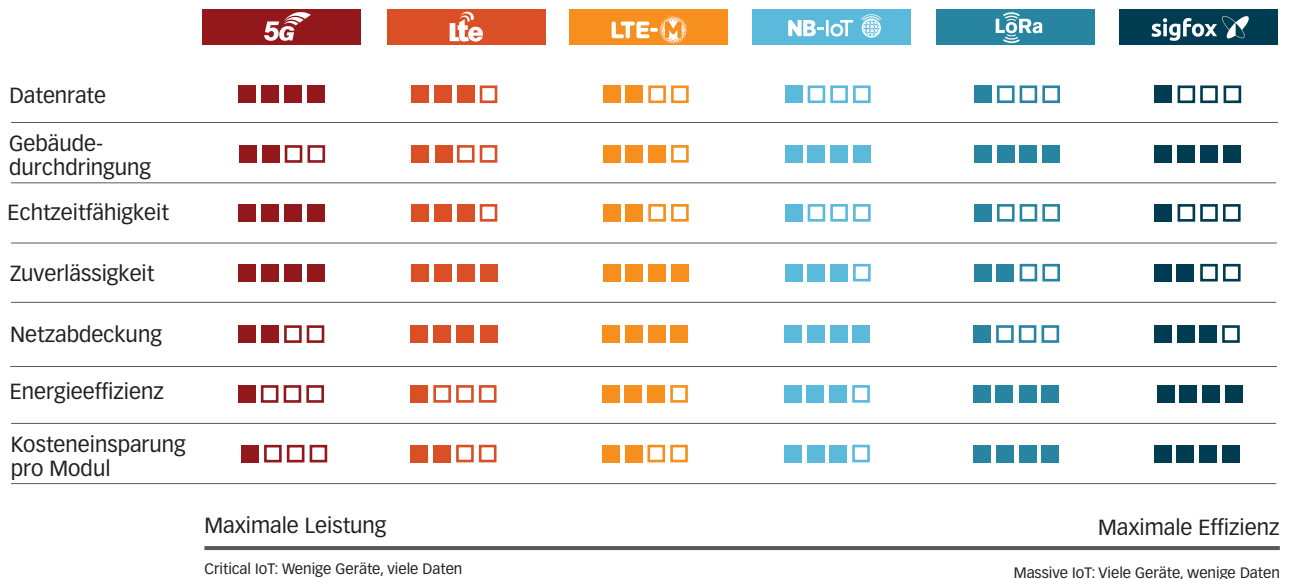 5G lte LTE-M NB-IoT LoRa sigfox
Datenrate
Gebäude-
durchdringung
Echtzeitfähigkeit
Zuverlässigkeit
Netzabdeckung
Energieeffizienz
Kosteneinsparung
pro Modul
Maximale Leistung Maximale Effizienz
Critical IoT: Wenige Geräte, viele Daten Massive IoT: Viele Geräte, wenige Daten